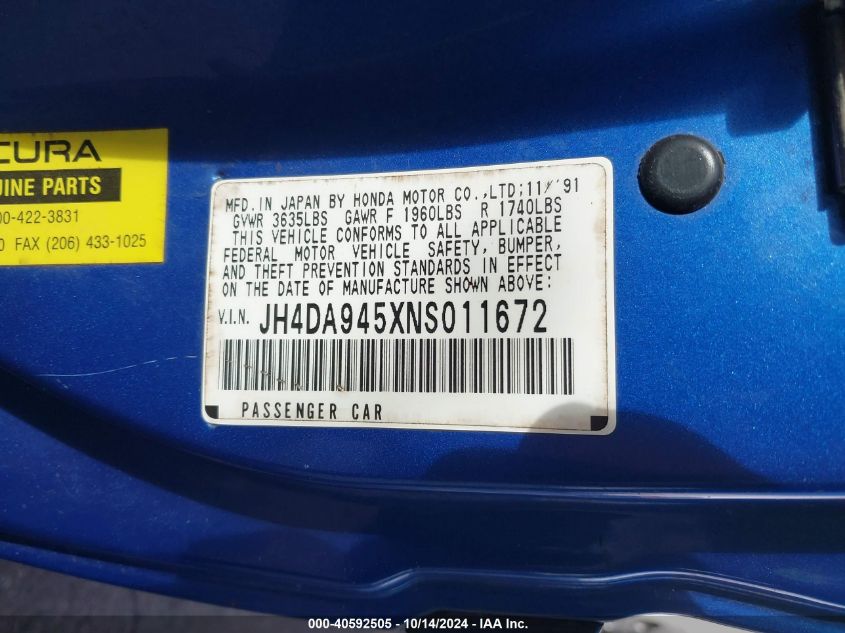 CURA
UINE PARTS
00-422-3831
0 FAX (206) 433-1025
MFD. IN JAPAN BY HONDA MOTOR CO.,LTD;11/'91
GVWR 3635LBS GAWR F 1960LBS R 1740LBS
THIS VEHICLE CONFORMS TO ALL APPLICABLE
FEDERAL MOTOR VEHICLE SAFETY, BUMPER,
AND THEFT PREVENTION STANDARDS IN EFFECT
ON THE DATE OF MANUFACTURE SHOWN ABOVE:
V.I.N. JH4DA945XNS011672
PASSENGER CAR
000-40592505 - 10/14/2024 - IAA Inc.